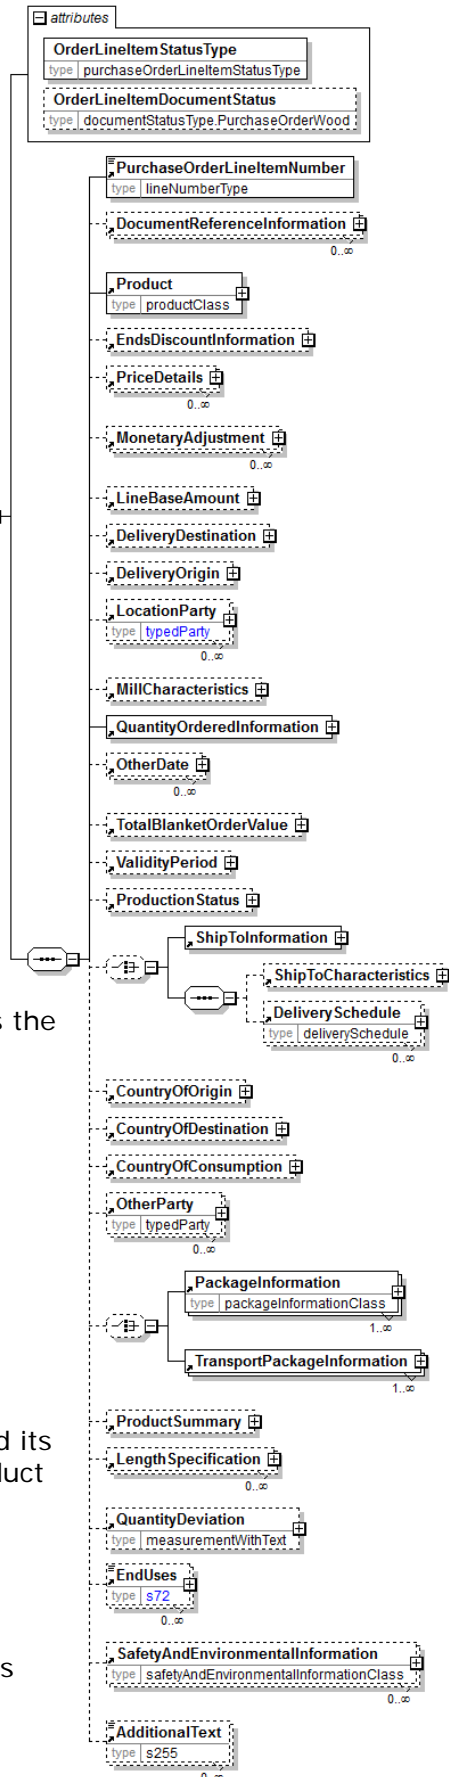 attributes
OrderLineItemStatusType
type purchaseOrderLineItemStatusType
OrderLineItemDocumentStatus
type documentStatusType.PurchaseOrderWood
PurchaseOrderLineItemNumber
type lineNumberType
DocumentReferenceInformation
0..∞
Product
type productClass
EndsDiscountInformation
PriceDetails
0..∞
MonetaryAdjustment
0..∞
LineBaseAmount
DeliveryDestination
DeliveryOrigin
LocationParty
type typedParty
0..∞
MillCharacteristics
QuantityOrderedInformation
OtherDate
0..∞
TotalBlanketOrderValue
ValidityPeriod
ProductionStatus
ShipToInformation
ShipToCharacteristics
DeliverySchedule
type deliverySchedule
0..∞
s the
CountryOfOrigin
CountryOfDestination
CountryOfConsumption
OtherParty
type typedParty
0..∞
PackageInformation
type packageInformationClass
1..∞
TransportPackageInformation
1..∞
ProductSummary
d its
LengthSpecification
duct
0..∞
QuantityDeviation
type measurementWithText
EndUses
type s72
0..∞
SafetyAndEnvironmentalInformation
s
type safetyAndEnvironmentalInformationClass
0..∞
AdditionalText
type s255
0..∞